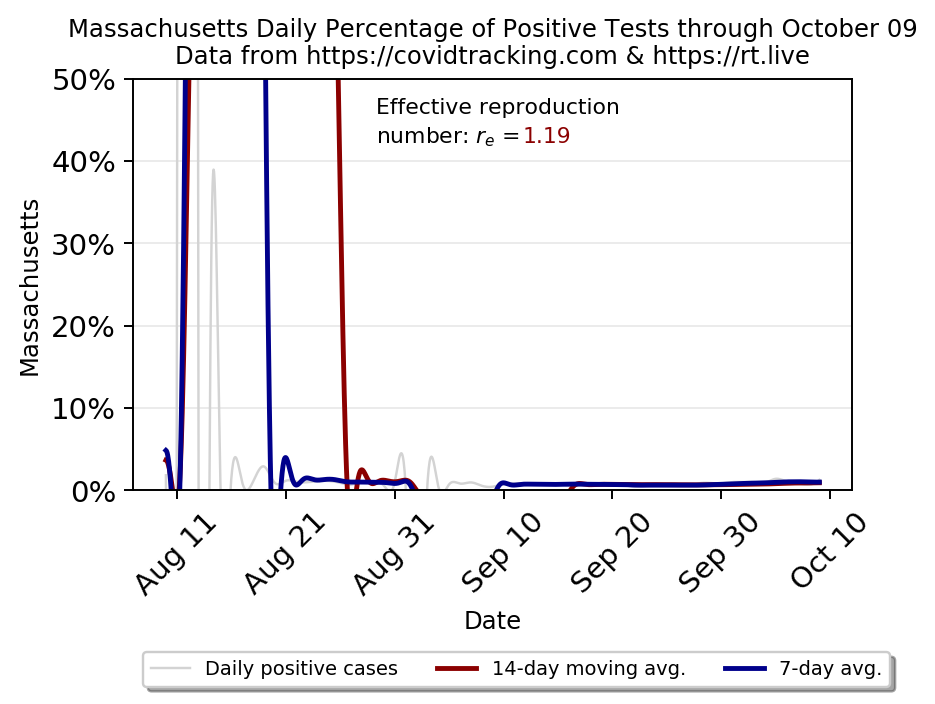 Massachusetts Daily Percentage of Positive Tests through October 09
Data from https://covidtracking.com & https://rt.live
Effective reproduction
number: rₑ =1.19
Massachusetts
50%
40%
30%
20%
10%
0%
Aug 11
Aug 21
Aug 31
Sep 10
Sep 20
Sep 30
Oct 10
Date
Daily positive cases
14-day moving avg.
7-day avg.